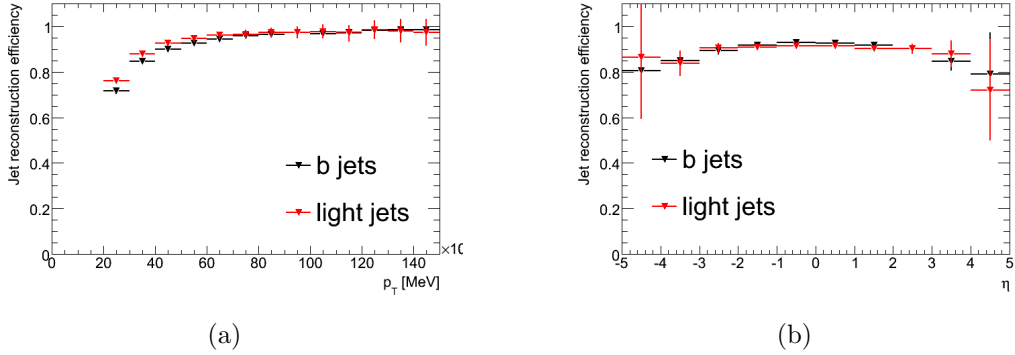 Jet reconstruction efficiency
1
0.8
0.6
0.4
0.2
0
b jets
light jets
0 20 40 60 80 100 120 140
×10
p_T [MeV]
(a)
Jet reconstruction efficiency
1
0.8
0.6
0.4
0.2
0
b jets
light jets
-5 -4 -3 -2 -1 0 1 2 3 4 5
η
(b)